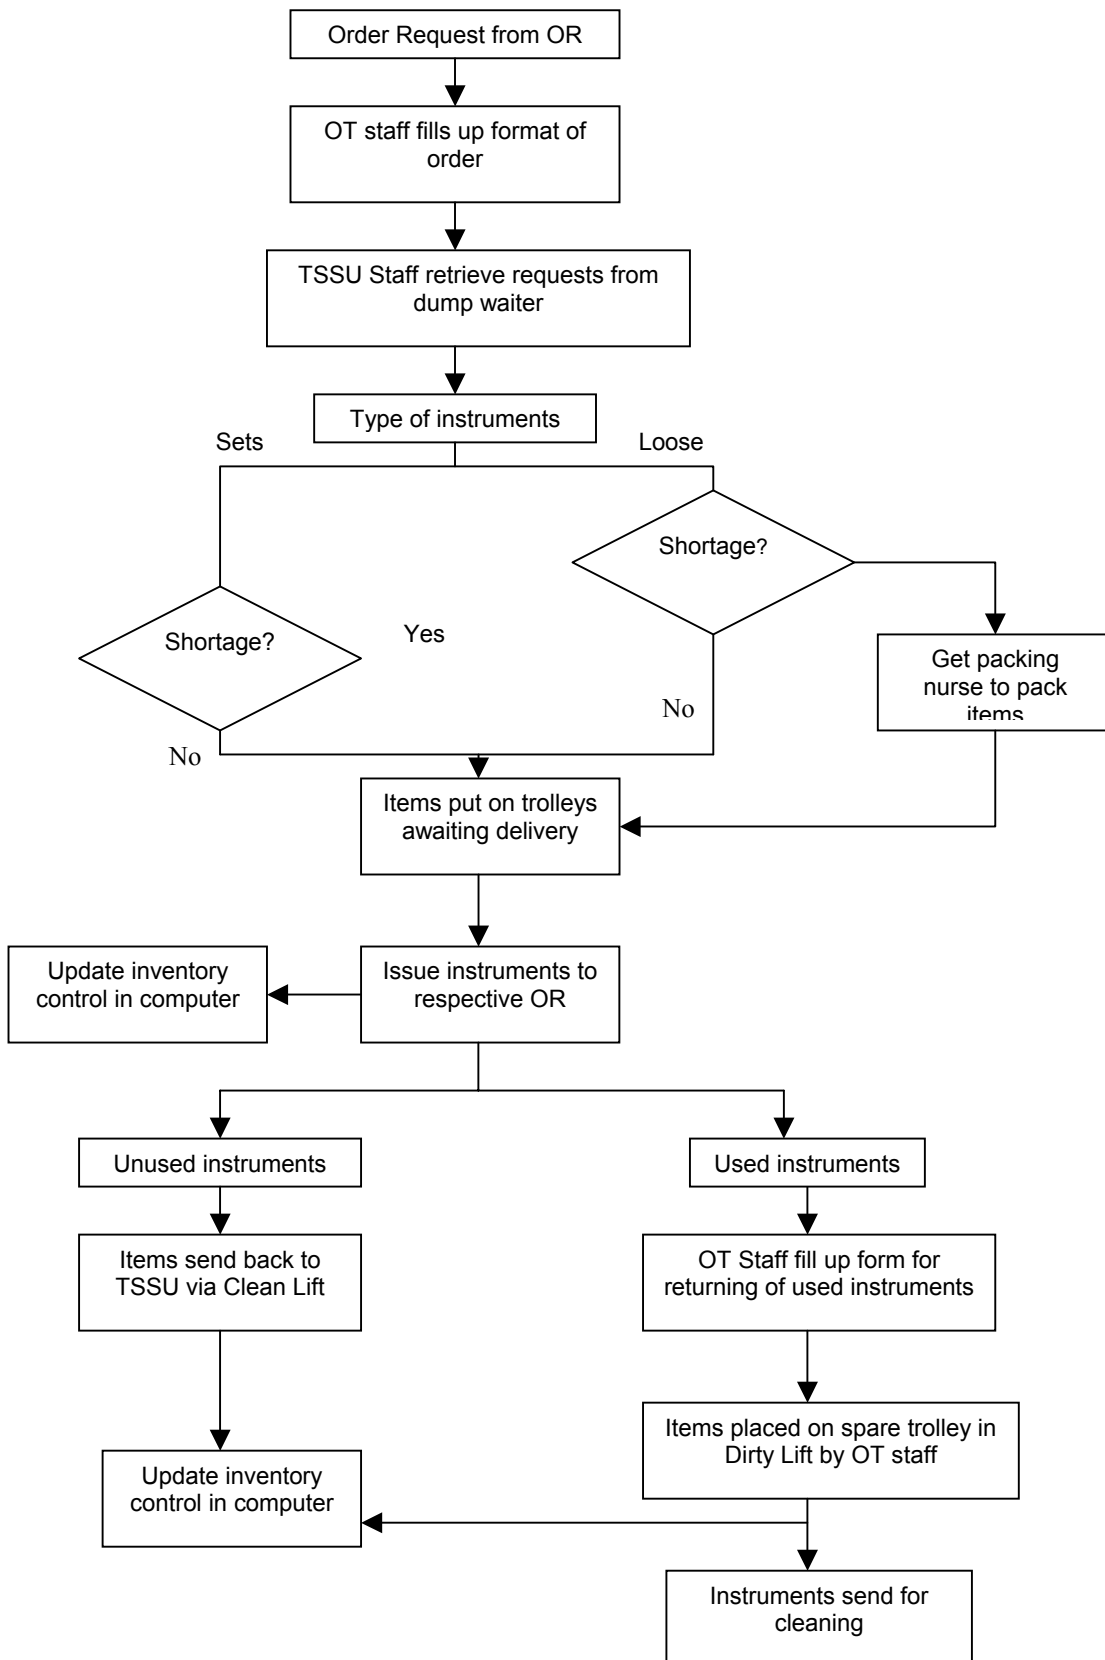 Order Request from OR
OT staff fills up format of
order
TSSU Staff retrieve requests from
dump waiter
Type of instruments
Sets
Loose
Shortage?
Shortage?
Yes
Get packing
nurse to pack
items
No
No
Items put on trolleys
awaiting delivery
Update inventory
control in computer
Issue instruments to
respective OR
Unused instruments
Used instruments
Items send back to
TSSU via Clean Lift
OT Staff fill up form for
returning of used instruments
Items placed on spare trolley in
Dirty Lift by OT staff
Update inventory
control in computer
Instruments send for
cleaning